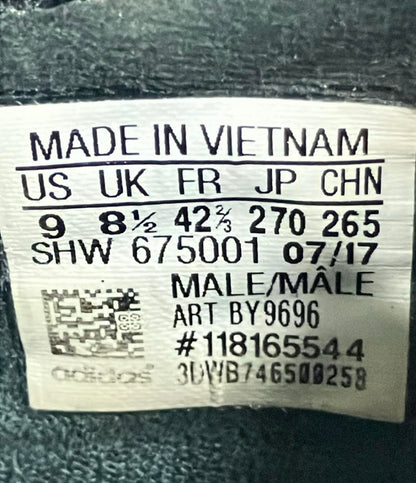 MADE IN VIETNAM
US UK FR JP CHN
9 8½ 42⅔ 270 265
SHW 675001 07/17
MALE/MÂLE
ART BY9696
#118165544
adidas 3DWB746500258